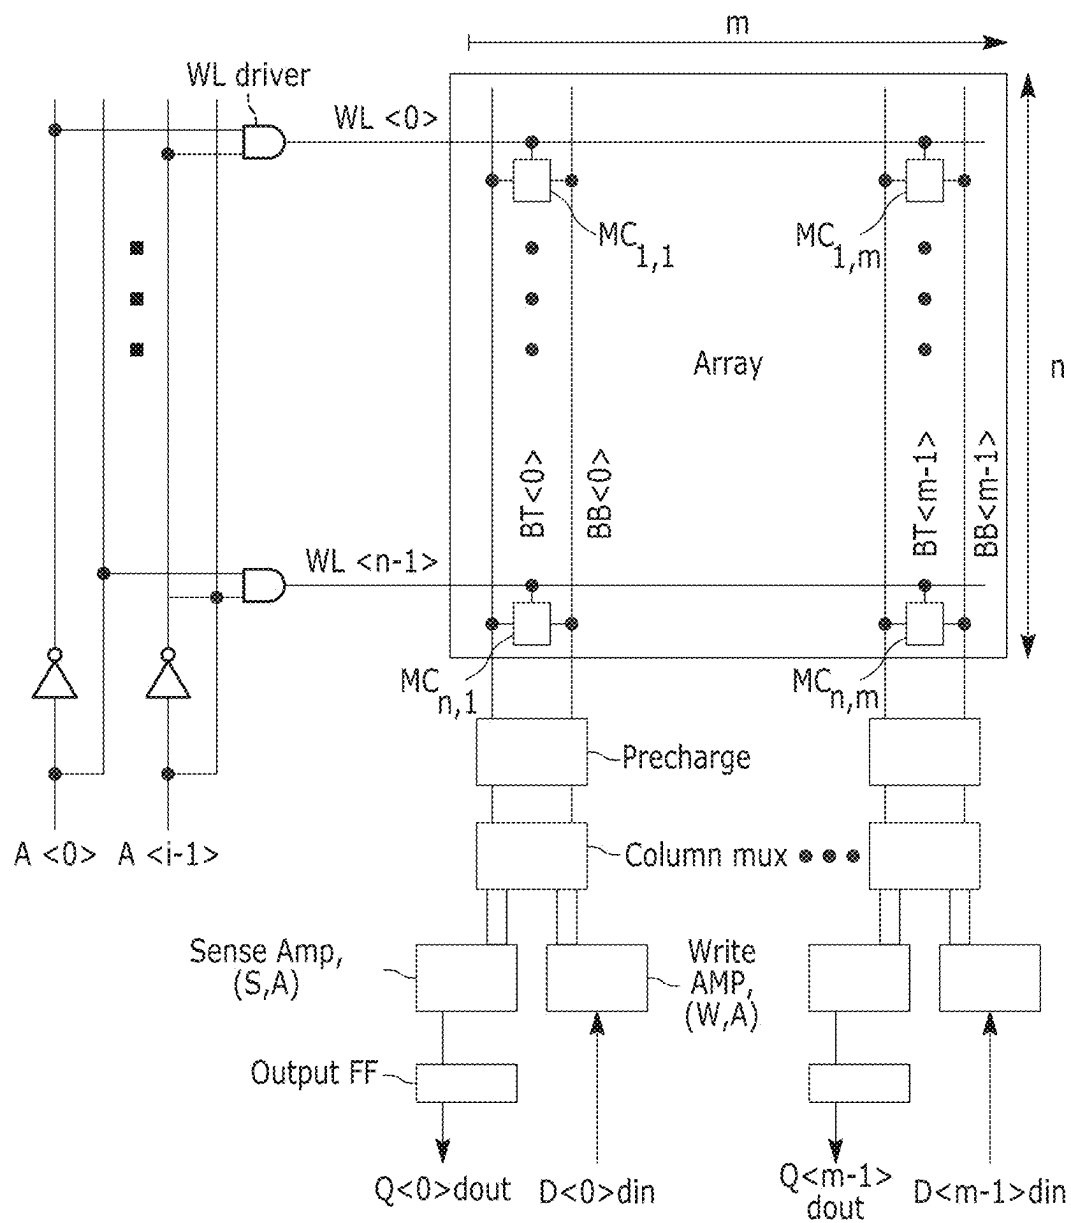 m
WL driver
WL <0>
MC1,1
MC1,m
Array
n
BT<0>
BB<0>
BT<m-1>
BB<m-1>
WL <n-1>
MCn,1
MCn,m
Precharge
A <0>
A <i-1>
Column mux
Sense Amp,
(S,A)
Write
AMP,
(W,A)
Output FF
Q<0>dout
D<0>din
Q<m-1>
dout
D<m-1>din